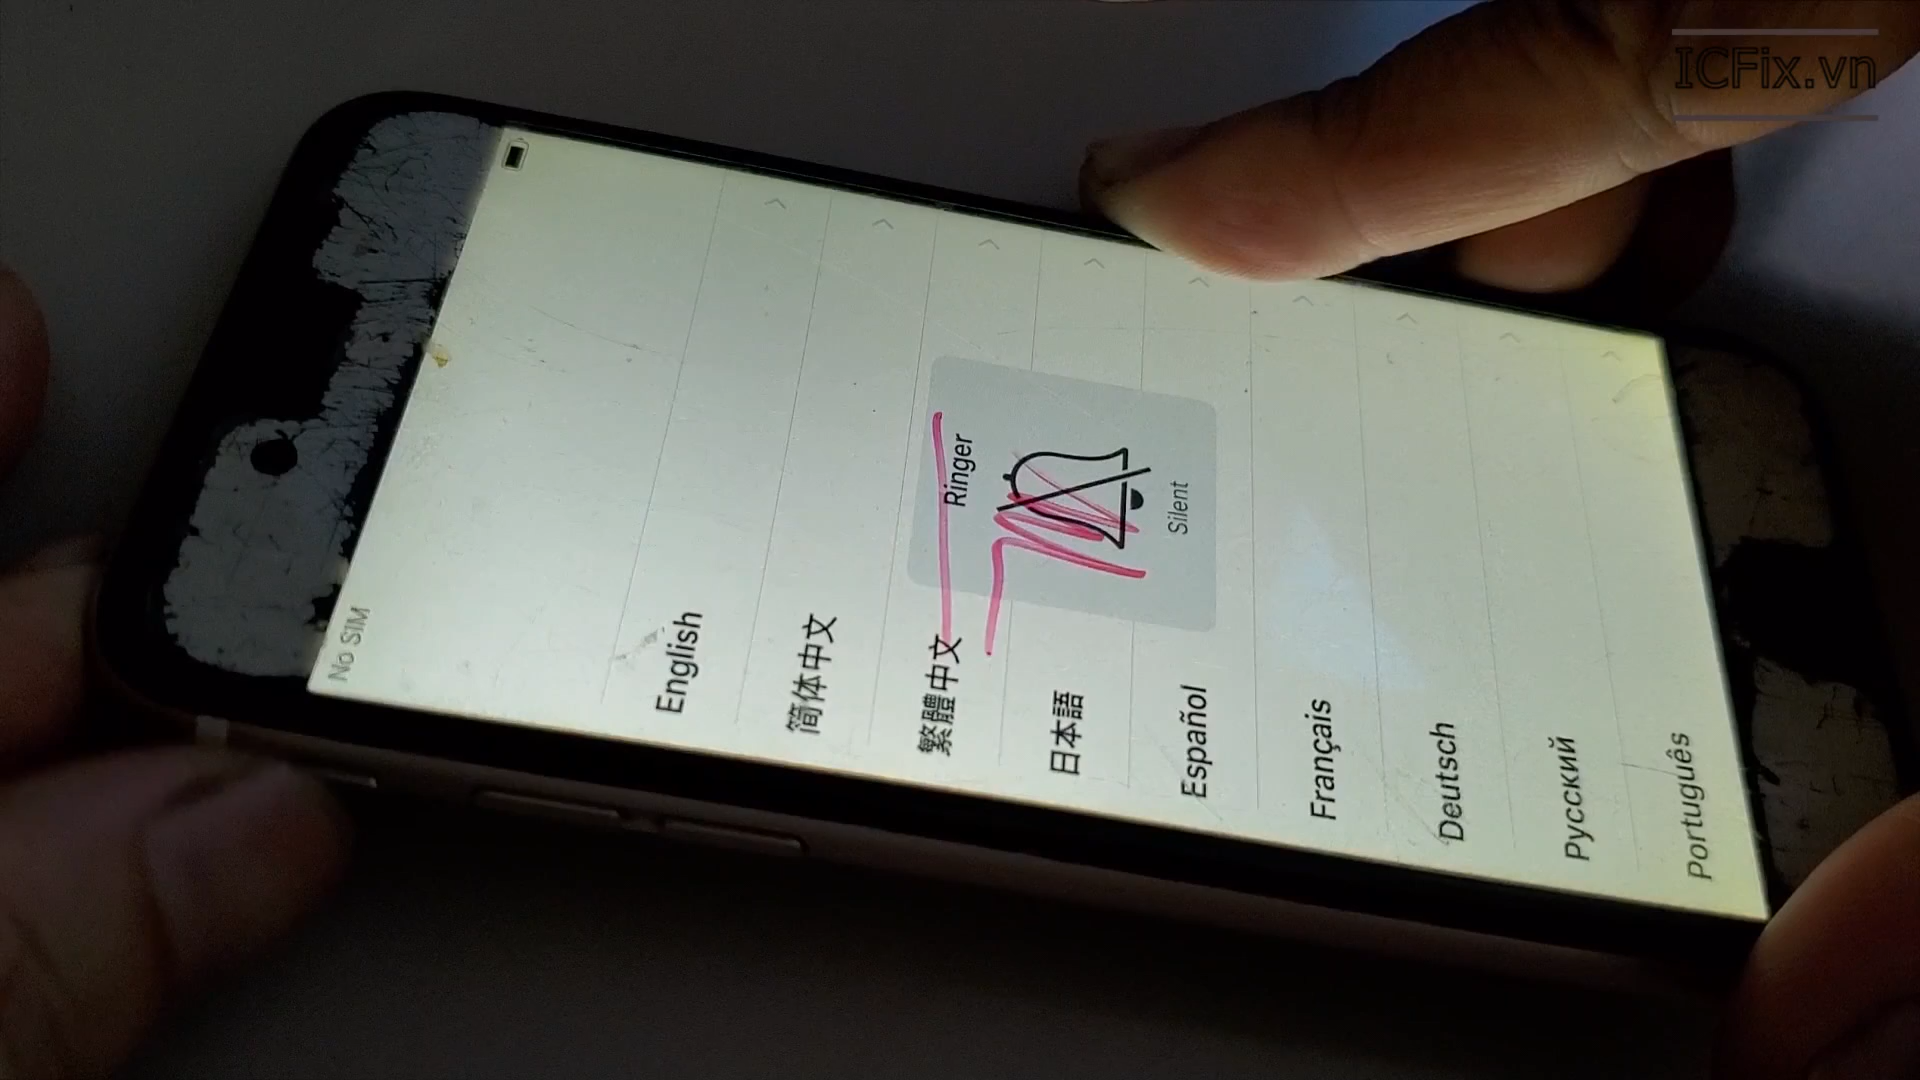 ICFix.vn
No SIM
English
简体中文
繁體中文
日本語
Español
Français
Deutsch
Русский
Português
Ringer
Silent